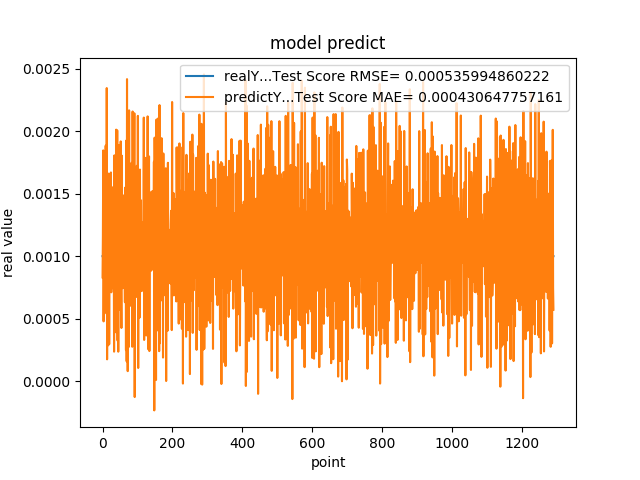 model predict
realY...Test Score RMSE= 0.000535994860222
predictY...Test Score MAE= 0.000430647757161
0.0025
0.0020
0.0015
0.0010
0.0005
0.0000
real value
0 200 400 600 800 1000 1200
point